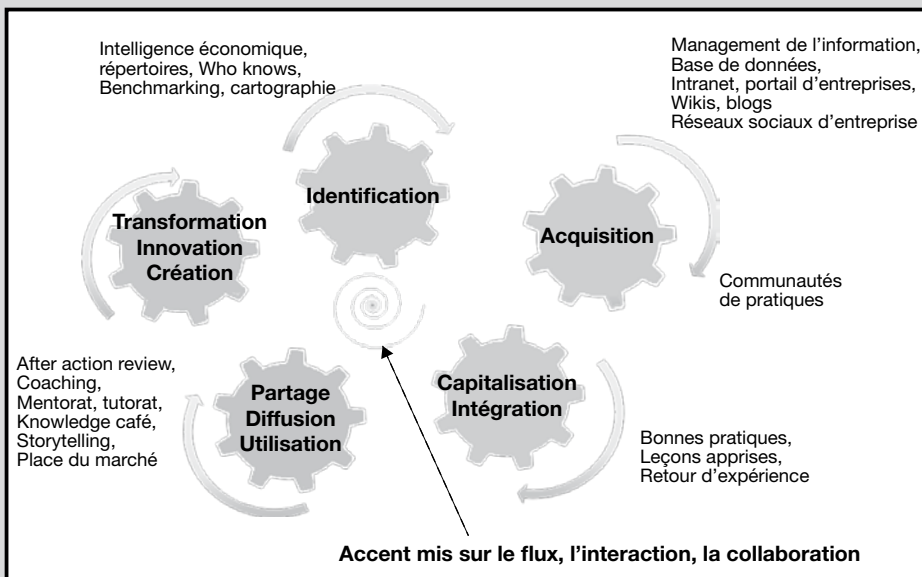 Intelligence économique,
répertoires, Who knows,
Benchmarking, cartographie
Management de l’information,
Base de données,
Intranet, portail d’entreprises,
Wikis, blogs
Réseaux sociaux d’entreprise
Identification
Transformation
Innovation
Création
Acquisition
Communautés
de pratiques
After action review,
Coaching,
Mentorat, tutorat,
Knowledge café,
Storytelling,
Place du marché
Partage
Diffusion
Utilisation
Capitalisation
Intégration
Bonnes pratiques,
Leçons apprises,
Retour d’expérience
Accent mis sur le flux, l’interaction, la collaboration